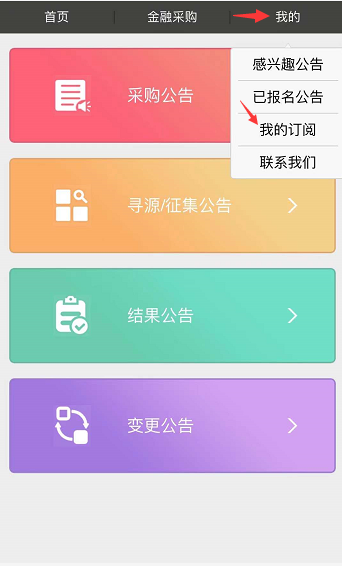 首页
金融采购
我的
感兴趣公告
已报名公告
我的订阅
联系我们
采购公告
寻源/征集公告
结果公告
变更公告